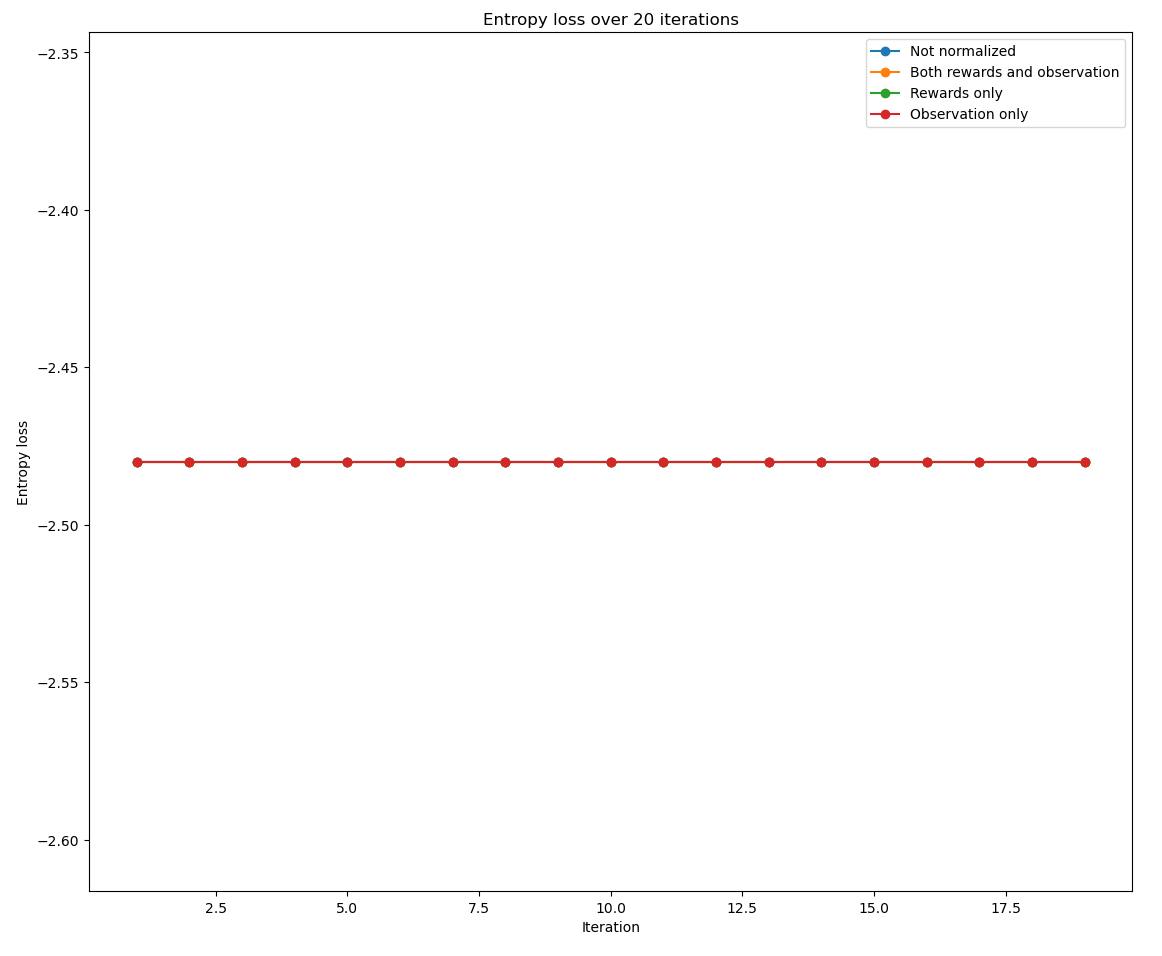 Entropy loss over 20 iterations
Not normalized
Both rewards and observation
Rewards only
Observation only
−2.35
−2.40
−2.45
−2.50
−2.55
−2.60
Entropy loss
2.5 5.0 7.5 10.0 12.5 15.0 17.5
Iteration